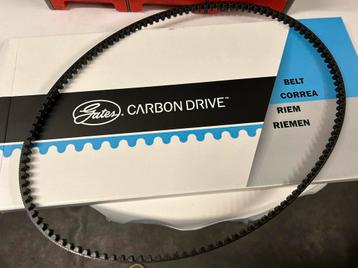 Gates® CARBON DRIVE™
BELT
CORREA
RIEM
RIEMEN